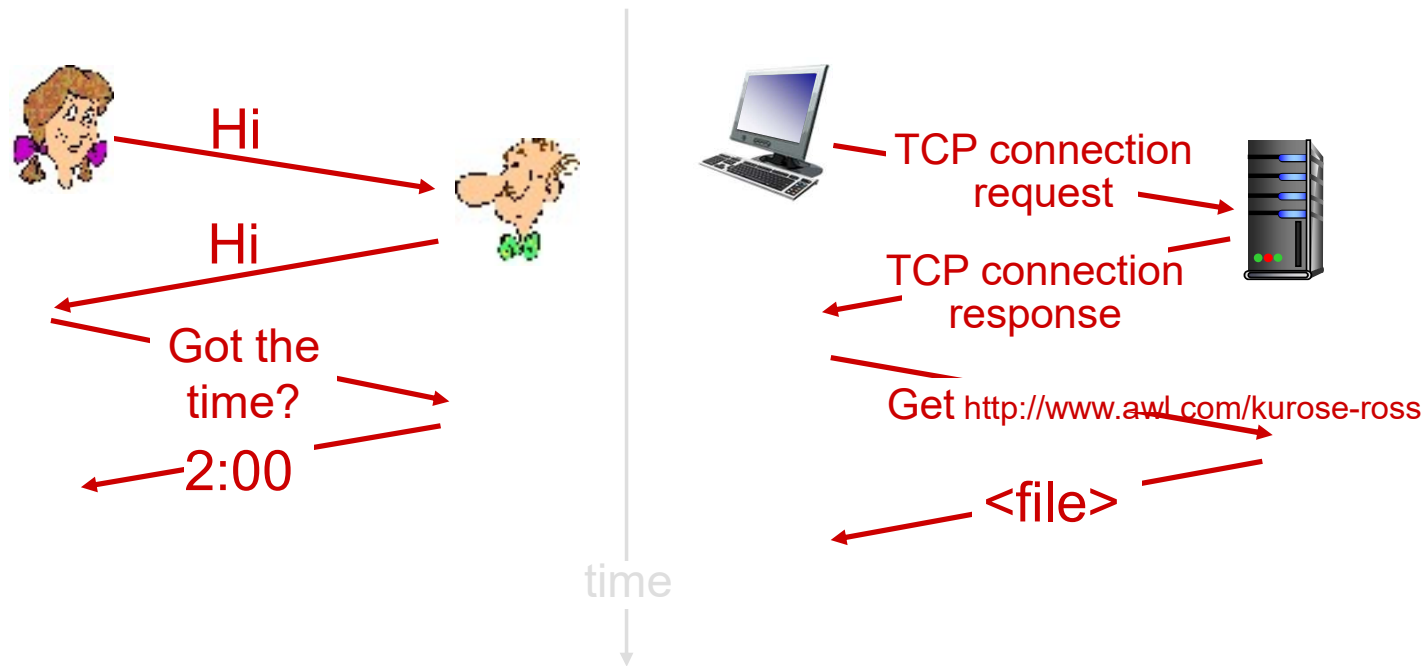 Hi
Hi
Got the
time?
2:00
TCP connection
request
TCP connection
response
Get http://www.awl.com/kurose-ross
<file>
time